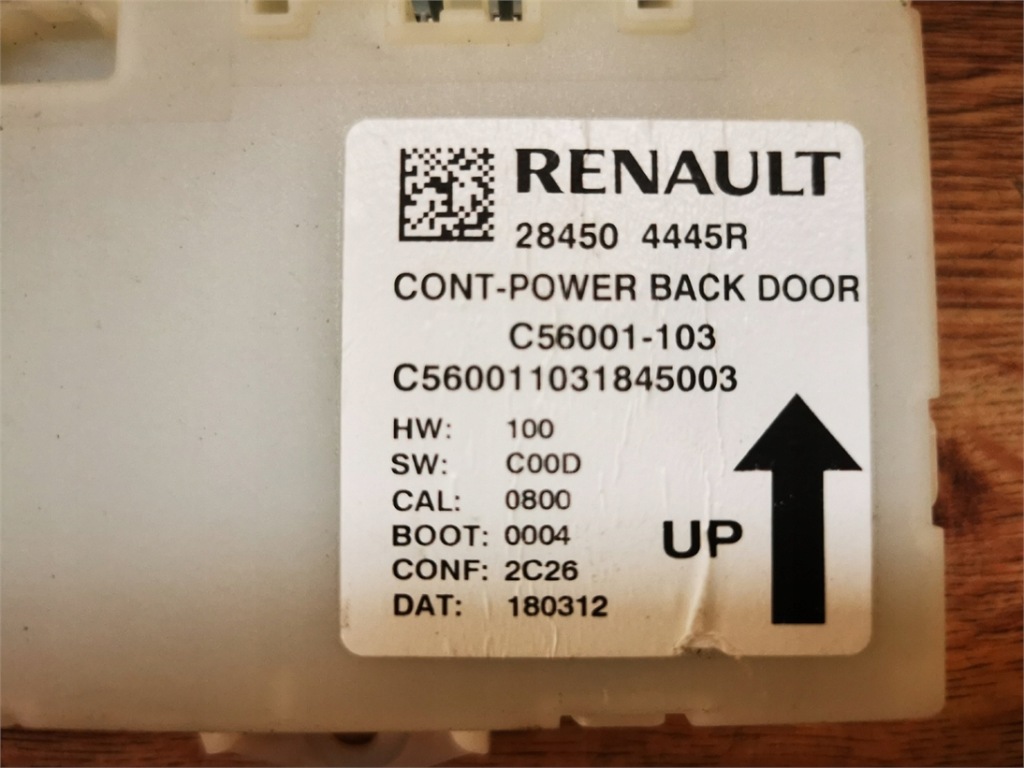 RENAULT
28450 4445R
CONT-POWER BACK DOOR
C56001-103
C560011031845003
HW: 100
SW: C00D
CAL: 0800
BOOT: 0004
CONF: 2C26
DAT: 180312
UP